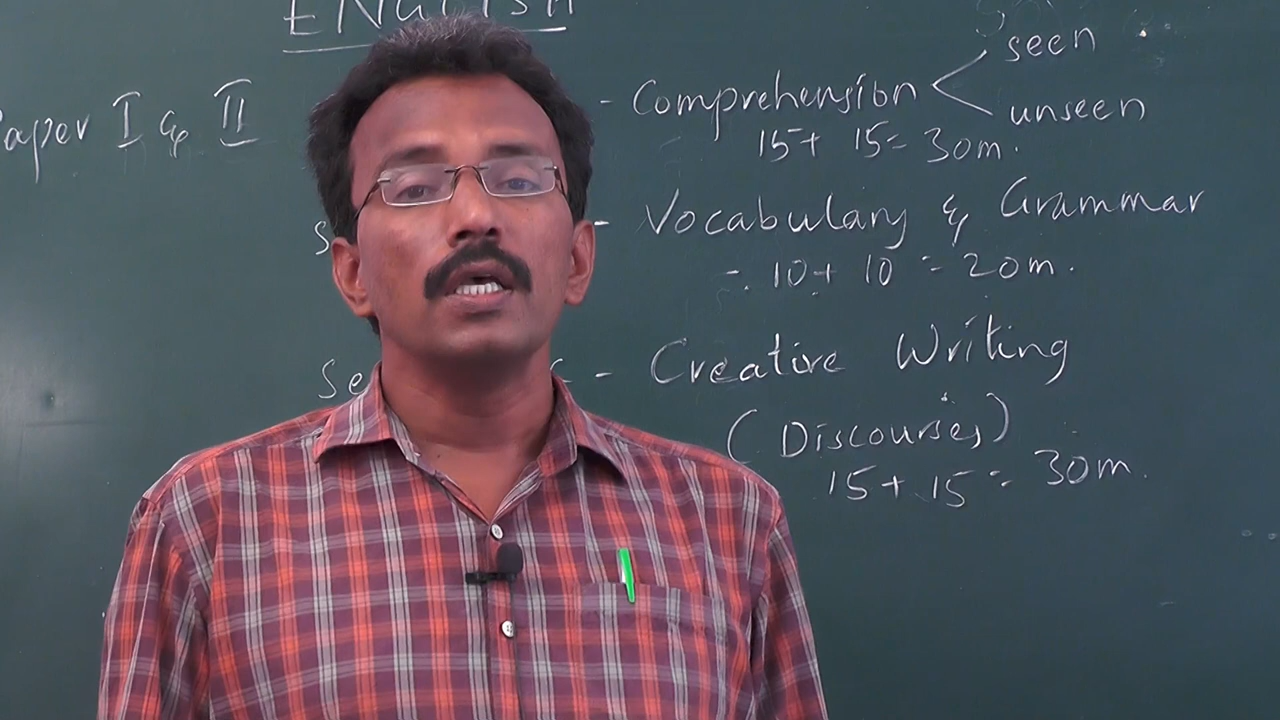 ENGLISH
Paper I & II
- Comprehension < seen
unseen
15+ 15= 30m.
- Vocabulary & Grammar
= 10+ 10 = 20m.
- Creative Writing
(Discourses)
15+ 15 = 30m.